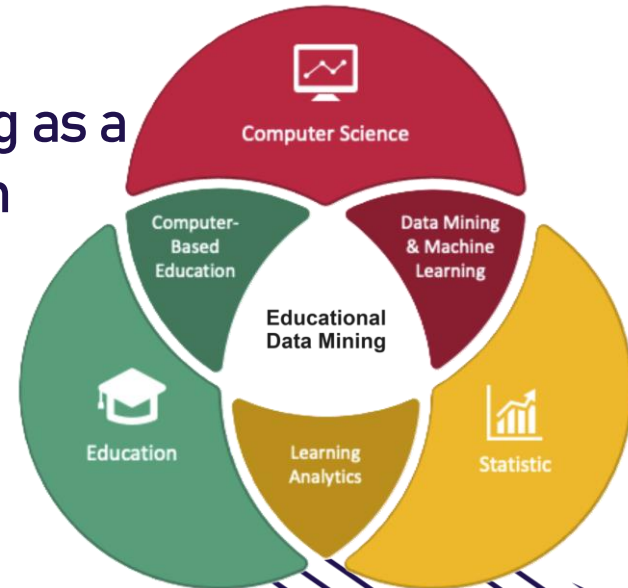 g as a
n
Computer Science
Computer-
Based
Education
Data Mining
& Machine
Learning
Educational
Data Mining
Education
Learning
Analytics
Statistic